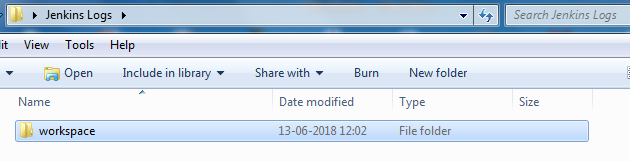 Jenkins Logs
Search Jenkins Logs
it View Tools Help
Open Include in library Share with Burn New folder
Name Date modified Type Size
workspace 13-06-2018 12:02 File folder